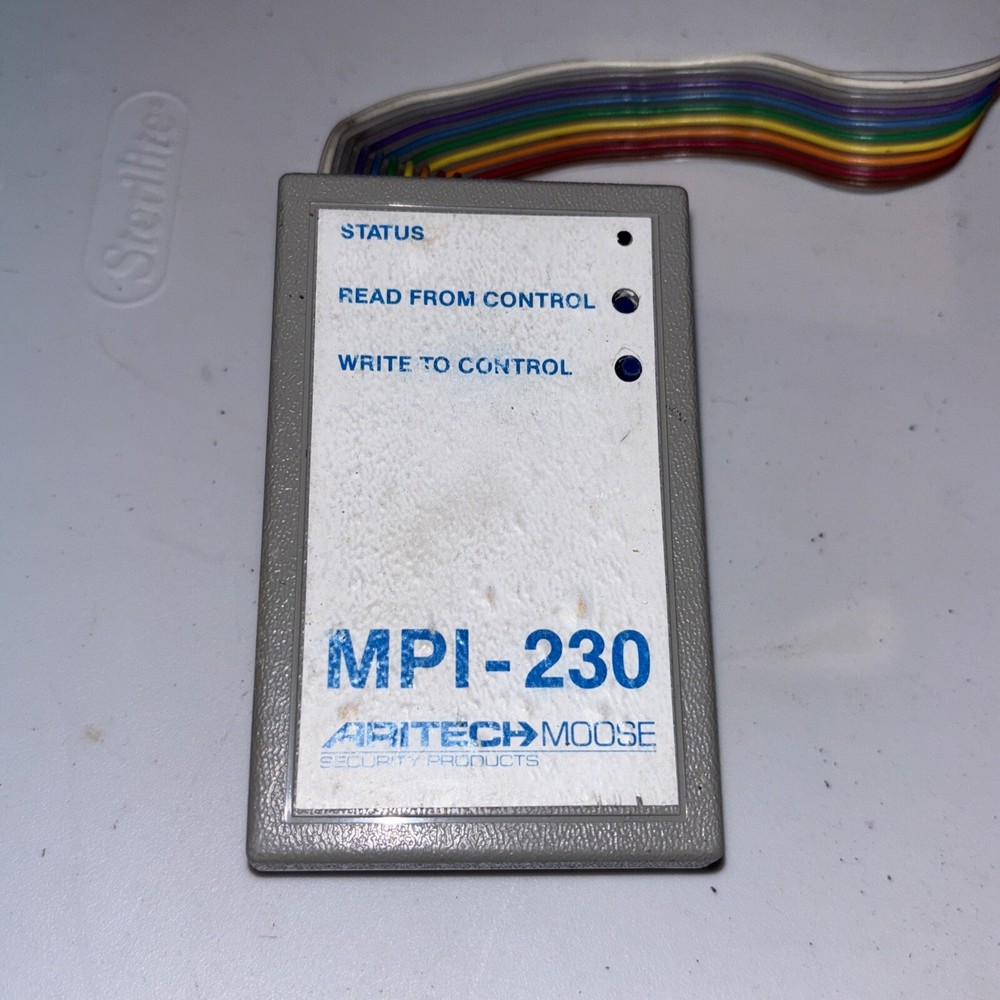 Sterilite
STATUS
READ FROM CONTROL
WRITE TO CONTROL
MPI-230
ARITECH MOOSE
SECURITY PRODUCTS